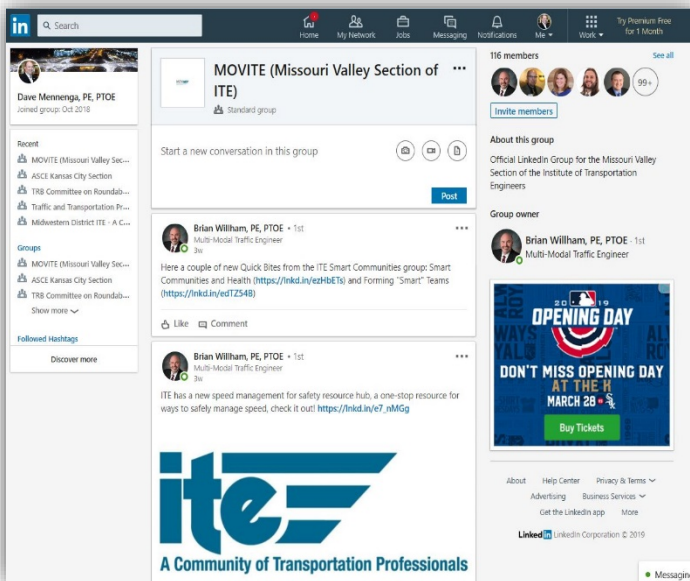 in
Search
Home
My Network
Jobs
Messaging
Notifications
Me
Work
Try Premium Free
for 1 Month
Dave Mennenga, PE, PTOE
Joined group: Oct 2018
Recent
MOVITE (Missouri Valley Sec...
ASCE Kansas City Section
TRB Committee on Roundab...
Traffic and Transportation Pr...
Midwestern District ITE - A C...
Groups
MOVITE (Missouri Valley Sec...
ASCE Kansas City Section
TRB Committee on Roundab...
Show more
Followed Hashtags
Discover more
MOVITE (Missouri Valley Section of
ITE)
Standard group
Start a new conversation in this group
Post
Brian Willham, PE, PTOE • 1st
Multi-Modal Traffic Engineer
3w
Here a couple of new Quick Bites from the ITE Smart Communities group: Smart
Communities and Health (https://lnkd.in/ezHbETs) and Forming "Smart" Teams
(https://lnkd.in/edTZ548)
Like
Comment
Brian Willham, PE, PTOE • 1st
Multi-Modal Traffic Engineer
3w
ITE has a new speed management for safety resource hub, a one-stop resource for
ways to safely manage speed, check it out! https://lnkd.in/e7_nMGg
ite
A Community of Transportation Professionals
116 members
See all
99+
Invite members
About this group
Official LinkedIn Group for the Missouri Valley
Section of the Institute of Transportation
Engineers
Group owner
Brian Willham, PE, PTOE · 1st
Multi-Modal Traffic Engineer
2019
OPENING DAY
DON'T MISS OPENING DAY
AT THE K
MARCH 28
Buy Tickets
About
Help Center
Privacy & Terms
Advertising
Business Services
Get the LinkedIn app
More
LinkedIn LinkedIn Corporation © 2019
Messaging